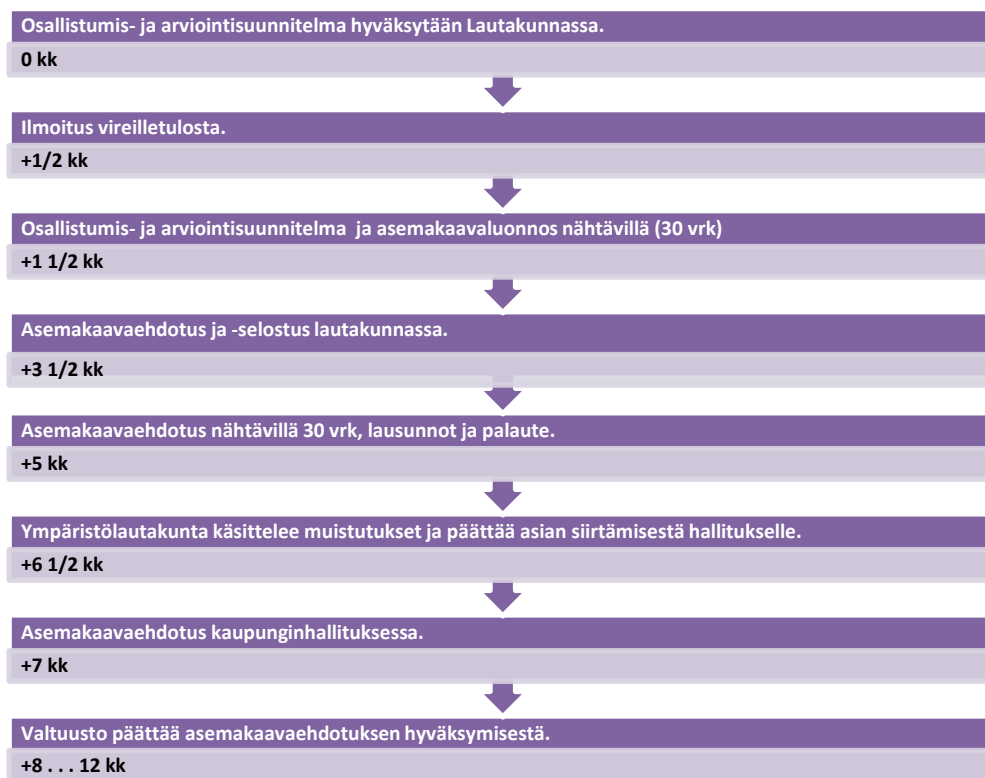 Osallistumis- ja arviointisuunnitelma hyväksytään Lautakunnassa.
0 kk
Ilmoitus vireilletulosta.
+1/2 kk
Osallistumis- ja arviointisuunnitelma ja asemakaavaluonnos nähtävillä (30 vrk)
+1 1/2 kk
Asemakaavaehdotus ja -selostus lautakunnassa.
+3 1/2 kk
Asemakaavaehdotus nähtävillä 30 vrk, lausunnot ja palaute.
+5 kk
Ympäristölautakunta käsittelee muistutukset ja päättää asian siirtämisestä hallitukselle.
+6 1/2 kk
Asemakaavaehdotus kaupunginhallituksessa.
+7 kk
Valtuusto päättää asemakaavaehdotuksen hyväksymisestä.
+8 . . . 12 kk